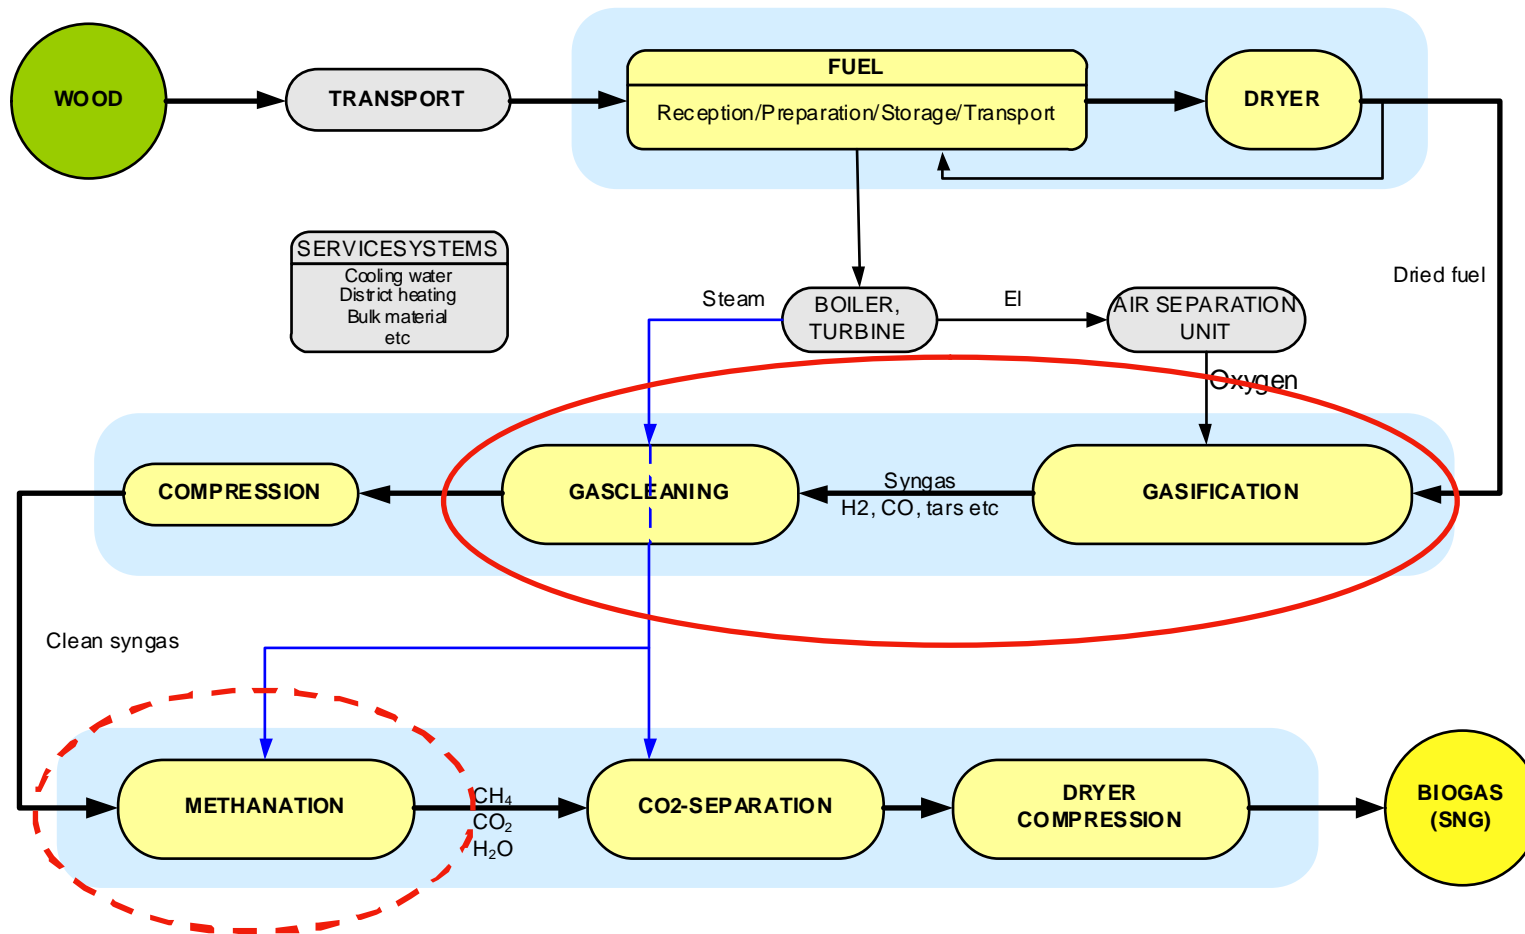 WOOD
TRANSPORT
FUEL
Reception/Preparation/Storage/Transport
DRYER
SERVICESYSTEMS
Cooling water
District heating
Bulk material
etc
Dried fuel
Steam
BOILER,
TURBINE
El
AIR SEPARATION
UNIT
Oxygen
COMPRESSION
GASCLEANING
Syngas
H2, CO, tars etc
GASIFICATION
Clean syngas
METHANATION
CH₄
CO₂
H₂O
CO2-SEPARATION
DRYER
COMPRESSION
BIOGAS
(SNG)